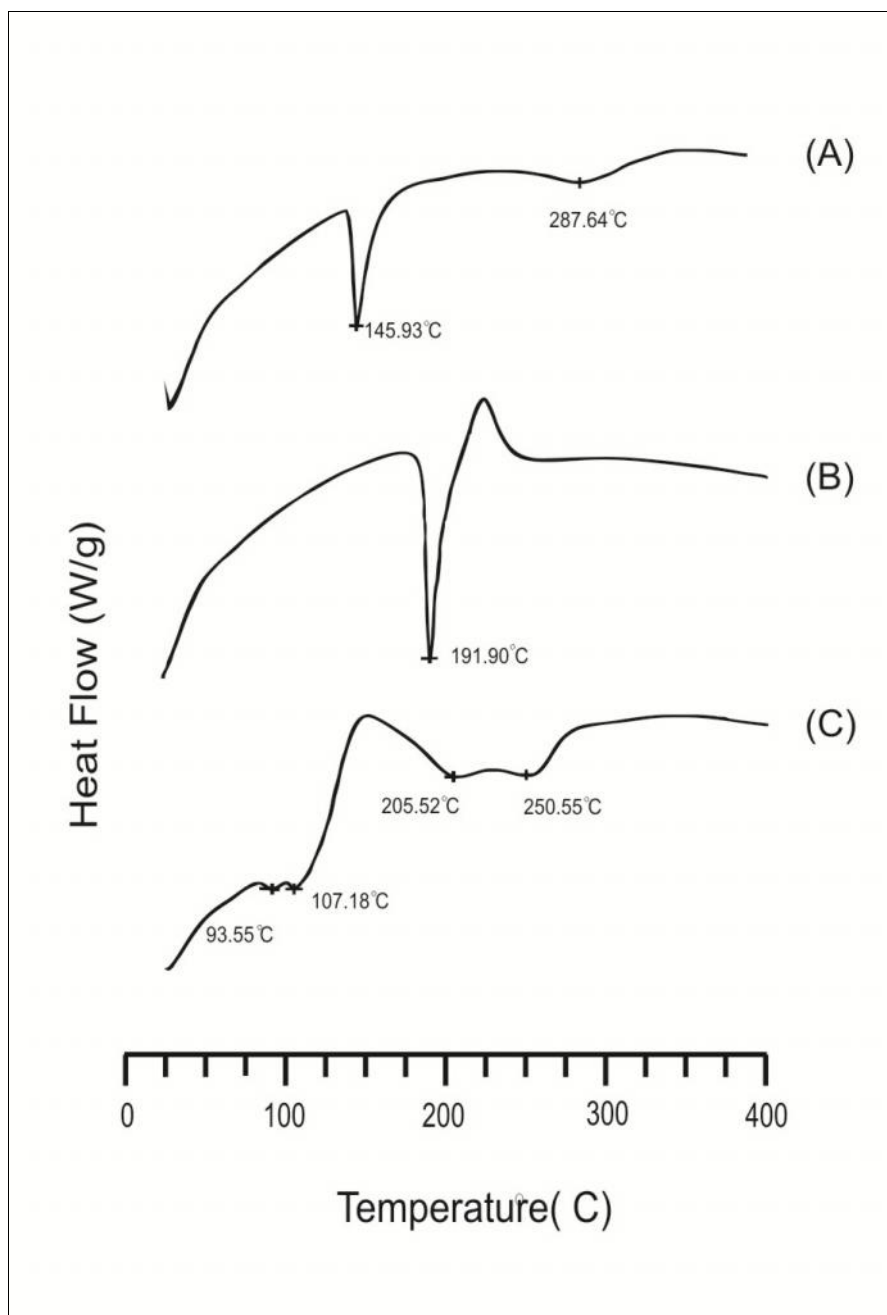 (A)
287.64°C
145.93°C
(B)
191.90°C
Heat Flow (W/g)
(C)
205.52°C
250.55°C
107.18°C
93.55°C
0 100 200 300 400
Temperature(°C)